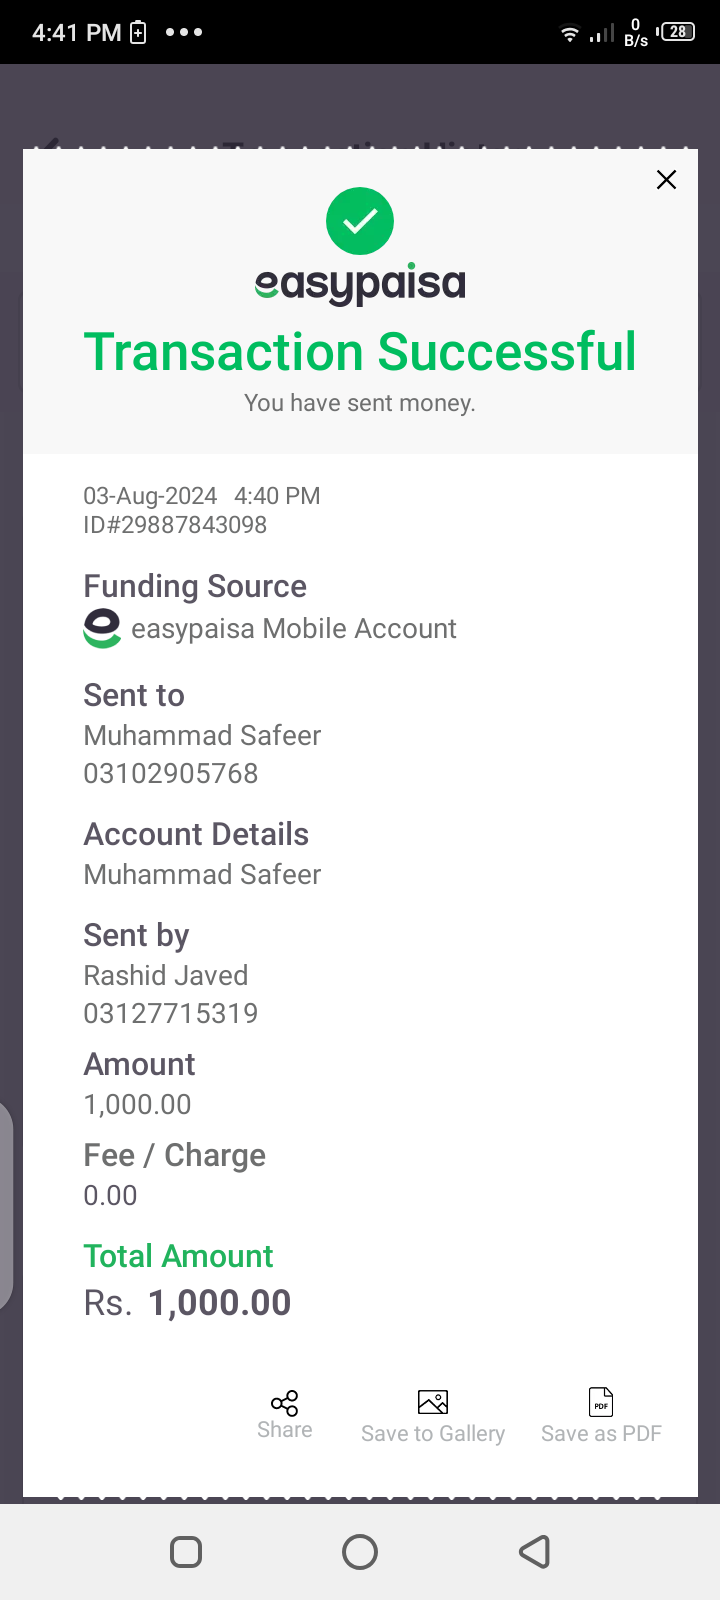 4:41 PM
0
B/s
28
easypaisa
Transaction Successful
You have sent money.
03-Aug-2024 4:40 PM
ID#29887843098
Funding Source
easypaisa Mobile Account
Sent to
Muhammad Safeer
03102905768
Account Details
Muhammad Safeer
Sent by
Rashid Javed
03127715319
Amount
1,000.00
Fee / Charge
0.00
Total Amount
Rs. 1,000.00
PDF
Share
Save to Gallery
Save as PDF